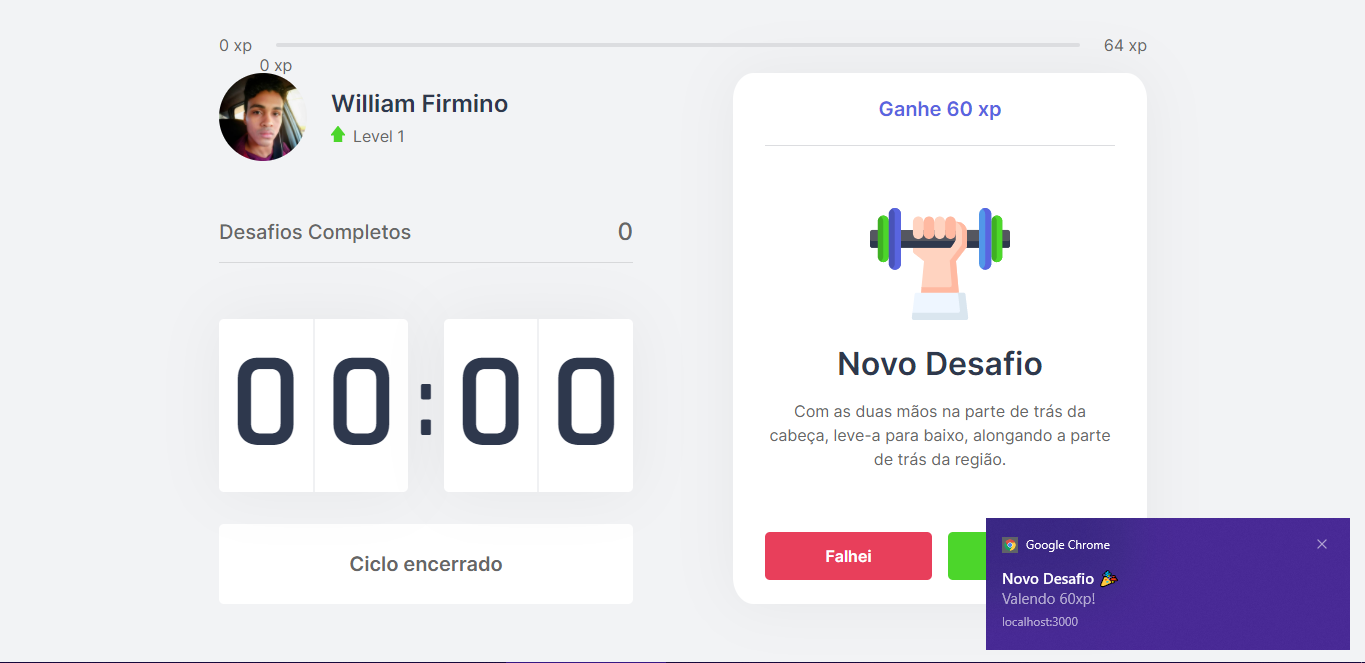 0 xp
64 xp
0 xp
William Firmino
Level 1
Desafios Completos
0
00:00
Ciclo encerrado
Ganhe 60 xp
Novo Desafio
Com as duas mãos na parte de trás da
cabeça, leve-a para baixo, alongando a parte
de trás da região.
Falhei
Google Chrome
Novo Desafio 🎉
Valendo 60xp!
localhost:3000